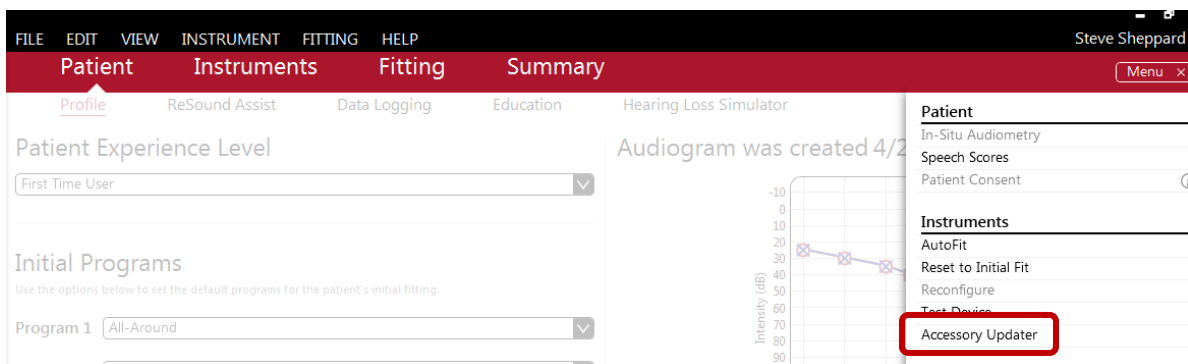 FILE EDIT VIEW INSTRUMENT FITTING HELP
Steve Sheppard
Patient Instruments Fitting Summary
Menu ×
Profile ReSound Assist Data Logging Education Hearing Loss Simulator
Patient Experience Level
First Time User
Initial Programs
Use the options below to set the default programs for the patient's initial fitting.
Program 1 All-Around
Audiogram was created 4/2
-10
0
10
20
30
40
50
60
70
80
90
Intensity (dB)
Patient
In-Situ Audiometry
Speech Scores
Patient Consent
Instruments
AutoFit
Reset to Initial Fit
Reconfigure
Test Device
Accessory Updater